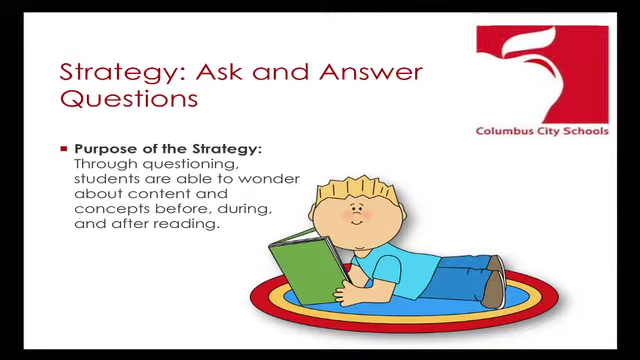 Strategy: Ask and Answer
Questions
Columbus City Schools
Purpose of the Strategy:
Through questioning,
students are able to wonder
about content and
concepts before, during,
and after reading.